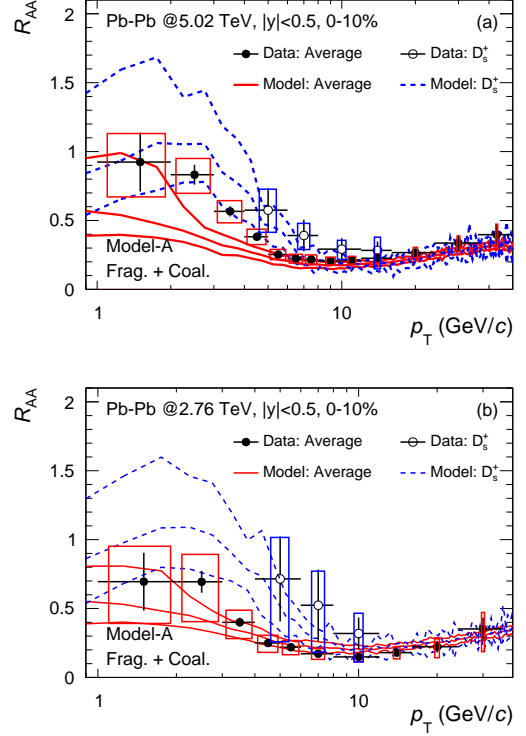 R_AA
Pb-Pb @5.02 TeV, |y|<0.5, 0-10% (a)
Data: Average Data: D_s^+
Model: Average Model: D_s^+
Model-A
Frag. + Coal.
2
1.5
1
0.5
0
1 10
p_T (GeV/c)
R_AA
Pb-Pb @2.76 TeV, |y|<0.5, 0-10% (b)
Data: Average Data: D_s^+
Model: Average Model: D_s^+
Model-A
Frag. + Coal.
2
1.5
1
0.5
0
1 10
p_T (GeV/c)